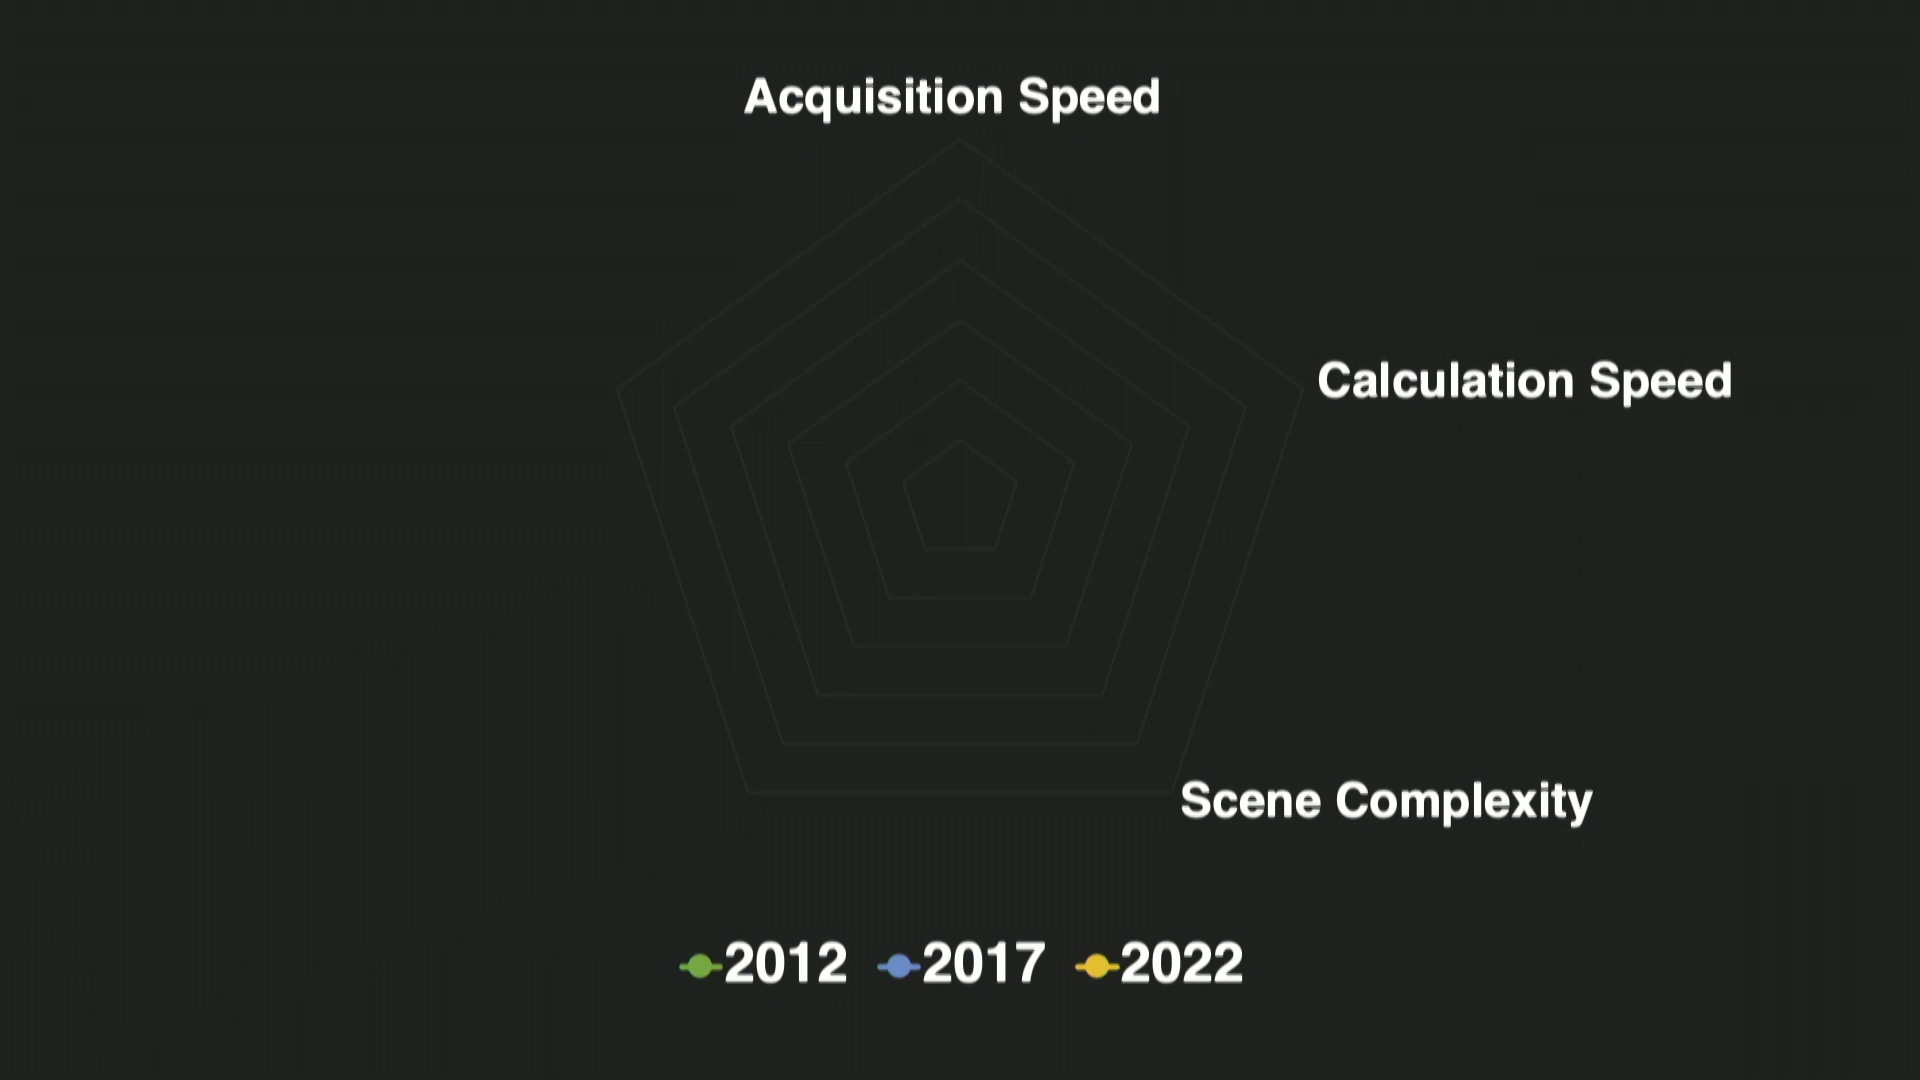 Acquisition Speed
Calculation Speed
Scene Complexity
2012 2017 2022